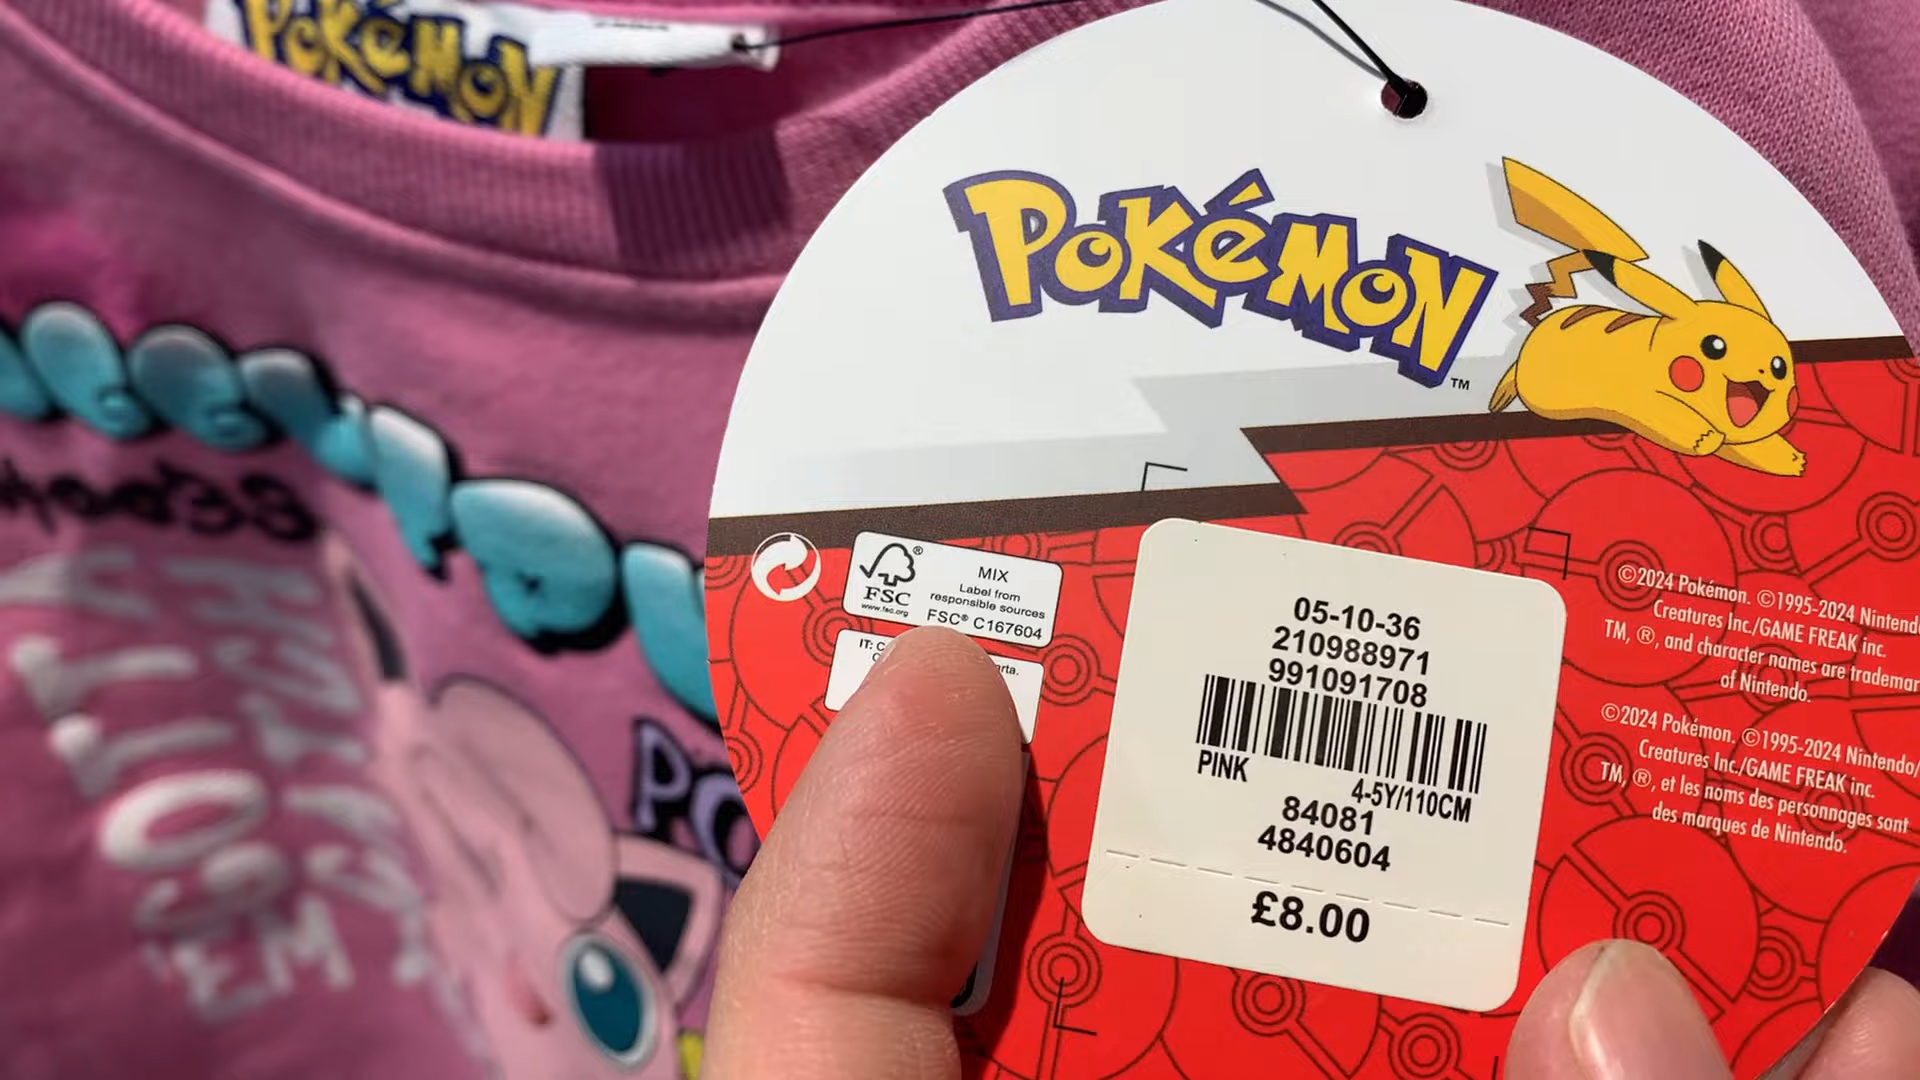 POKéMON
POKéMON
™
FSC®
www.fsc.org
MIX
Label from
responsible sources
FSC® C167604
IT:
05-10-36
210988971
991091708
PINK
4-5Y/110CM
84081
4840604
£8.00
©2024 Pokémon. ©1995-2024
Creatures Inc./GAME FREAK inc.
TM, ®, and character names are
of Nintendo.
©2024 Pokémon. ©1995-2024 Nintendo/
Creatures Inc./GAME FREAK inc.
TM, ®, et les noms des personnages sont
des marques de Nintendo.
'EM